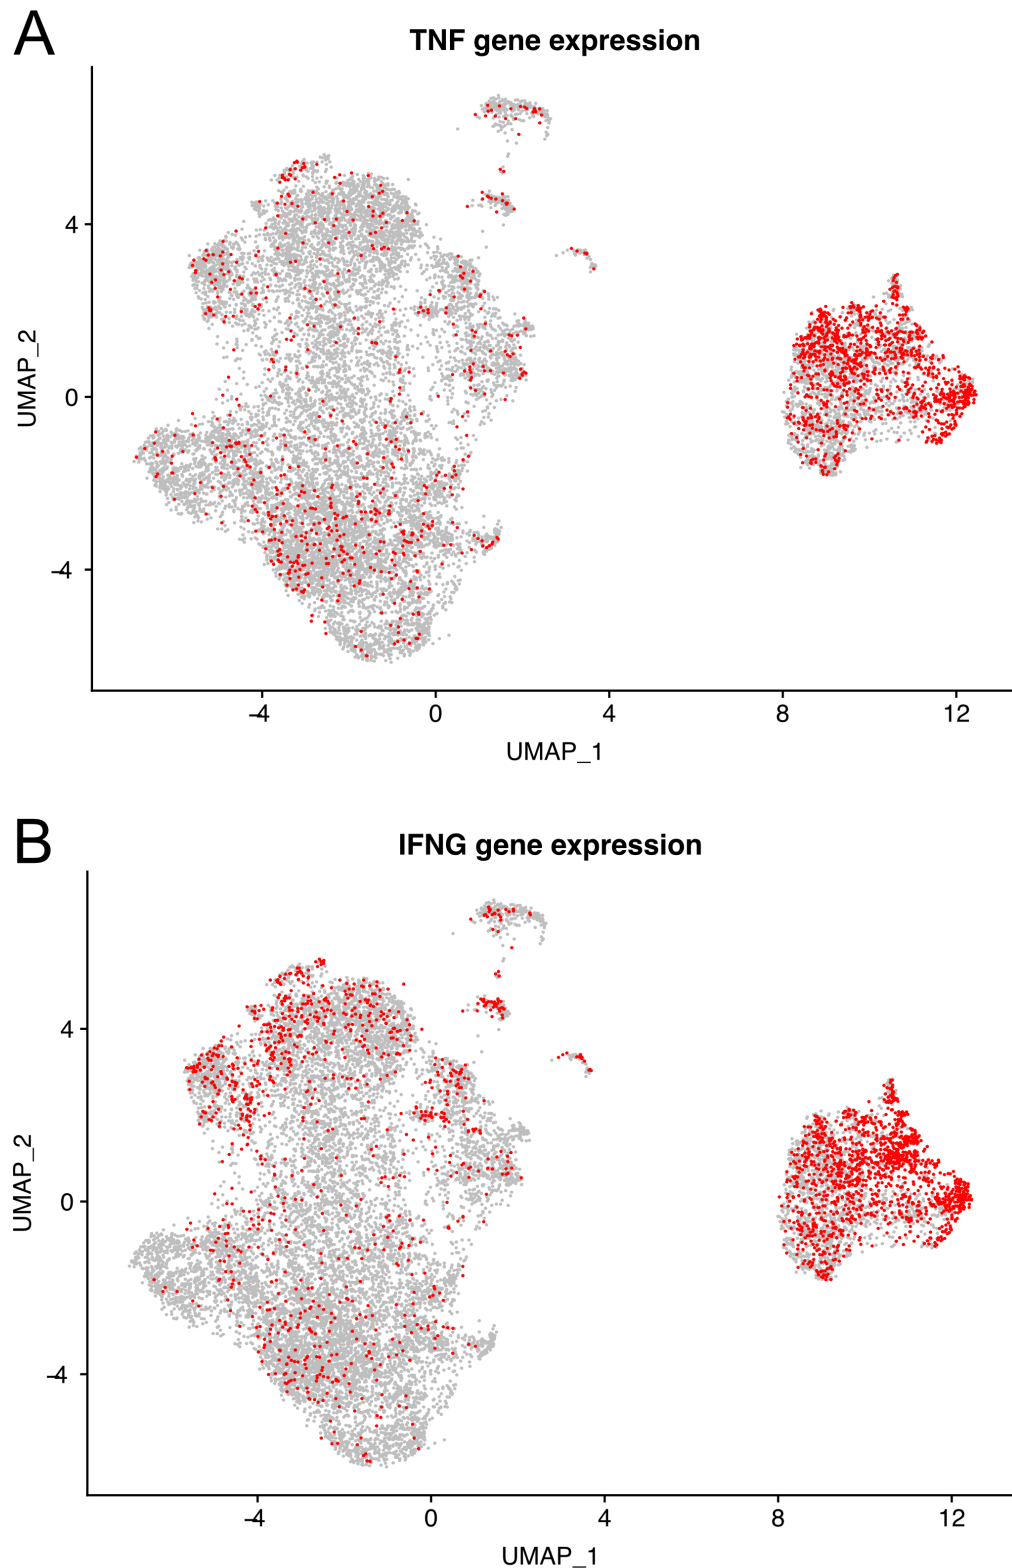 A
TNF gene expression
UMAP_2
4
0
-4
-4 0 4 8 12
UMAP_1
B
IFNG gene expression
UMAP_2
4
0
-4
-4 0 4 8 12
UMAP_1